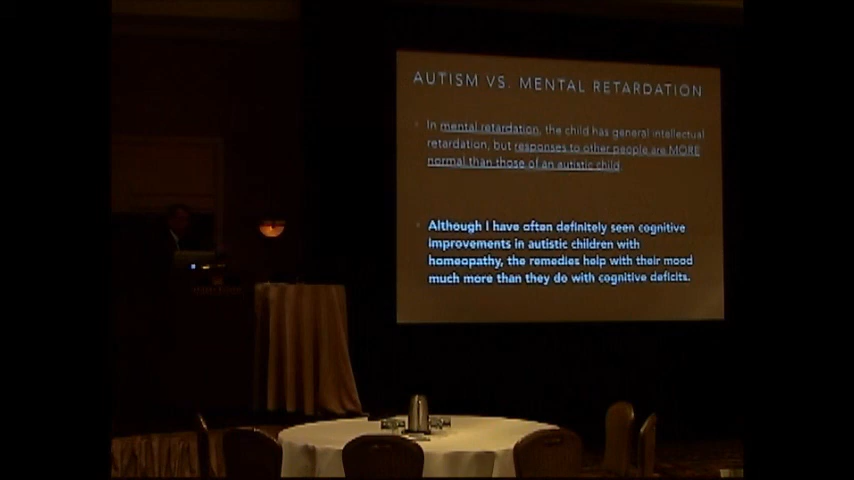 AUTISM VS. MENTAL RETARDATION
In mental retardation, the child has general intellectual
retardation, but responses to other people are MORE
normal than those of an autistic child.
Although I have often definitely seen cognitive
improvements in autistic children with
homeopathy, the remedies help with their mood
much more than they do with cognitive deficits.